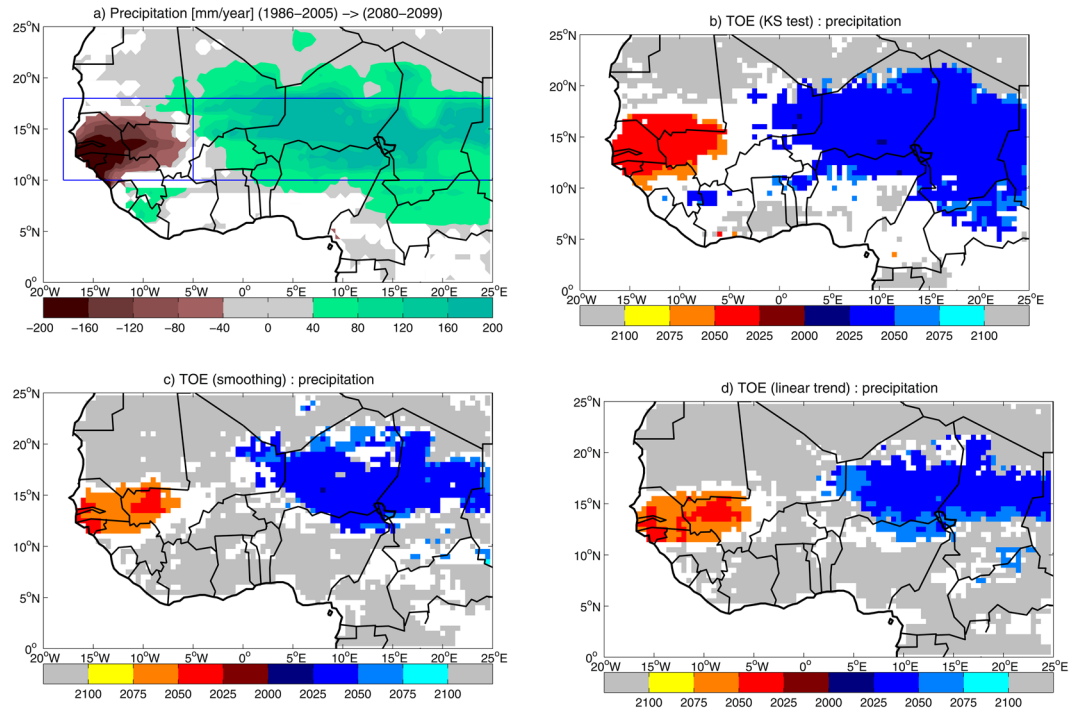 a) Precipitation [mm/year] (1986−2005) −> (2080−2099)
25°N
20°N
15°N
10°N
5°N
0°
20°W 15°W 10°W 5°W 0° 5°E 10°E 15°E 20°E 25°E
−200 −160 −120 −80 −40 0 40 80 120 160 200
b) TOE (KS test) : precipitation
25°N
20°N
15°N
10°N
5°N
0°
20°W 15°W 10°W 5°W 0° 5°E 10°E 15°E 20°E 25°E
2100 2075 2050 2025 2000 2000 2025 2050 2075 2100
c) TOE (smoothing) : precipitation
25°N
20°N
15°N
10°N
5°N
0°
20°W 15°W 10°W 5°W 0° 5°E 10°E 15°E 20°E 25°E
2100 2075 2050 2025 2000 2025 2050 2075 2100
d) TOE (linear trend) : precipitation
25°N
20°N
15°N
10°N
5°N
0°
20°W 15°W 10°W 5°W 0° 5°E 10°E 15°E 20°E 25°E
2100 2075 2050 2025 2000 2025 2050 2075 2100